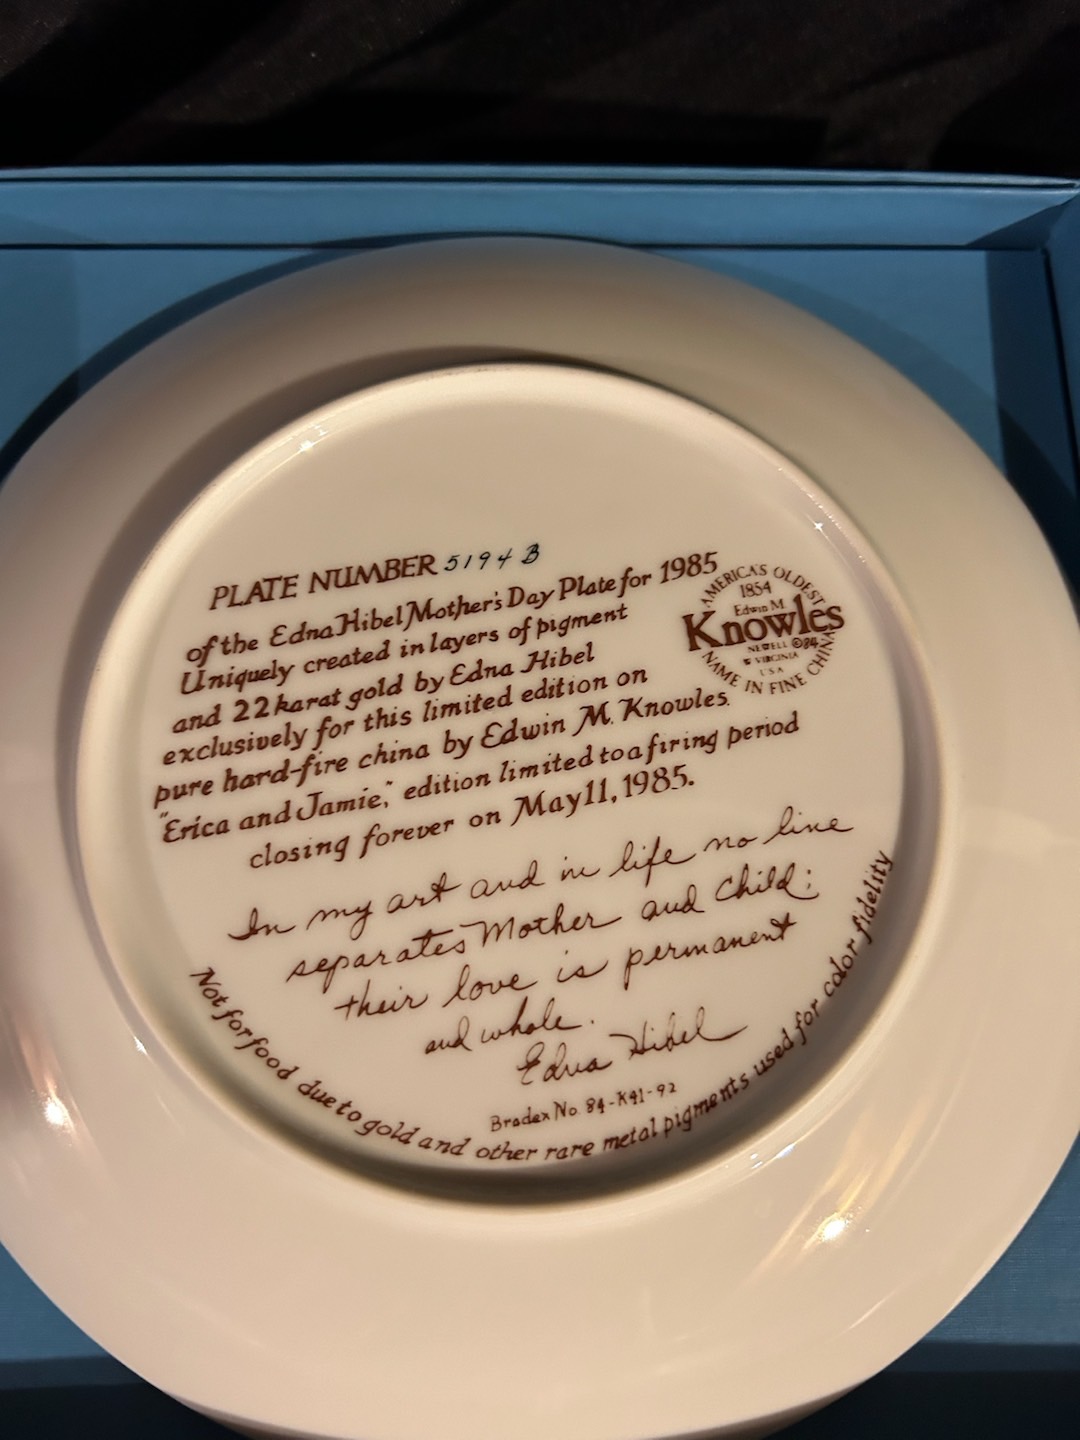 PLATE NUMBER 5194 B
of the Edna Hibel Mother's Day Plate for 1985
Uniquely created in layers of pigment
and 22 karat gold by Edna Hibel
exclusively for this limited edition on
pure hard-fire china by Edwin M. Knowles.
"Erica and Jamie," edition limited to a firing period
closing forever on May 11, 1985.
AMERICA'S OLDEST
1854
Edwin M.
Knowles
NEWELL ©84
W VIRGINIA
USA
NAME IN FINE CHINA
In my art and in life no line
separates Mother and Child:
their love is permanent
and whole.
Edna Hibel
Bradex No. 84-K41-92
Not for food due to gold and other rare metal pigments used for color fidelity